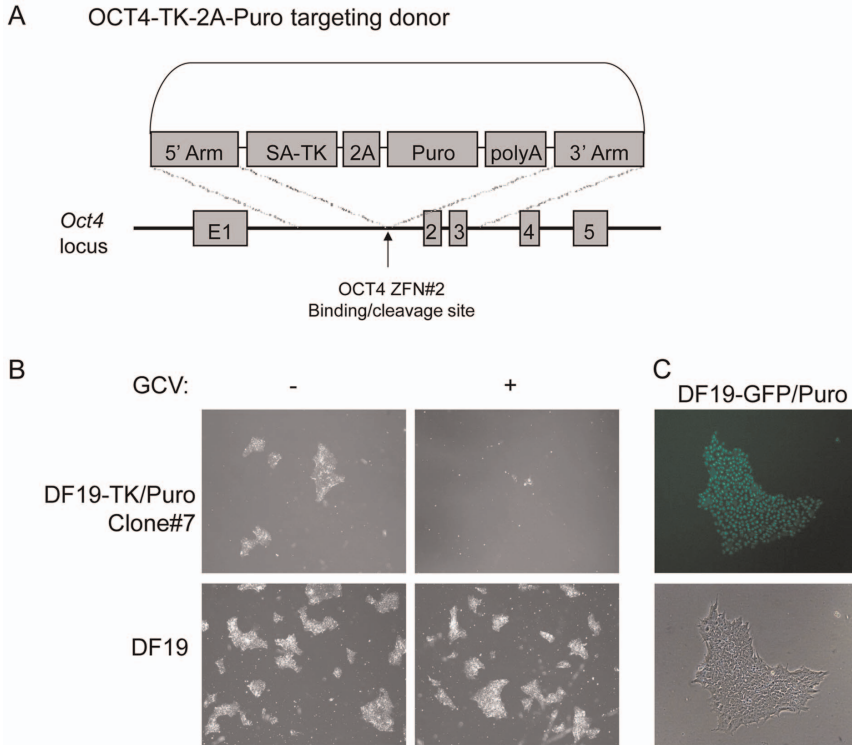 A
OCT4-TK-2A-Puro targeting donor
5’ Arm
SA-TK
2A
Puro
polyA
3’ Arm
Oct4
locus
E1
2
3
4
5
OCT4 ZFN#2
Binding/cleavage site
B
GCV:
-
+
DF19-TK/Puro
Clone#7
DF19
C
DF19-GFP/Puro